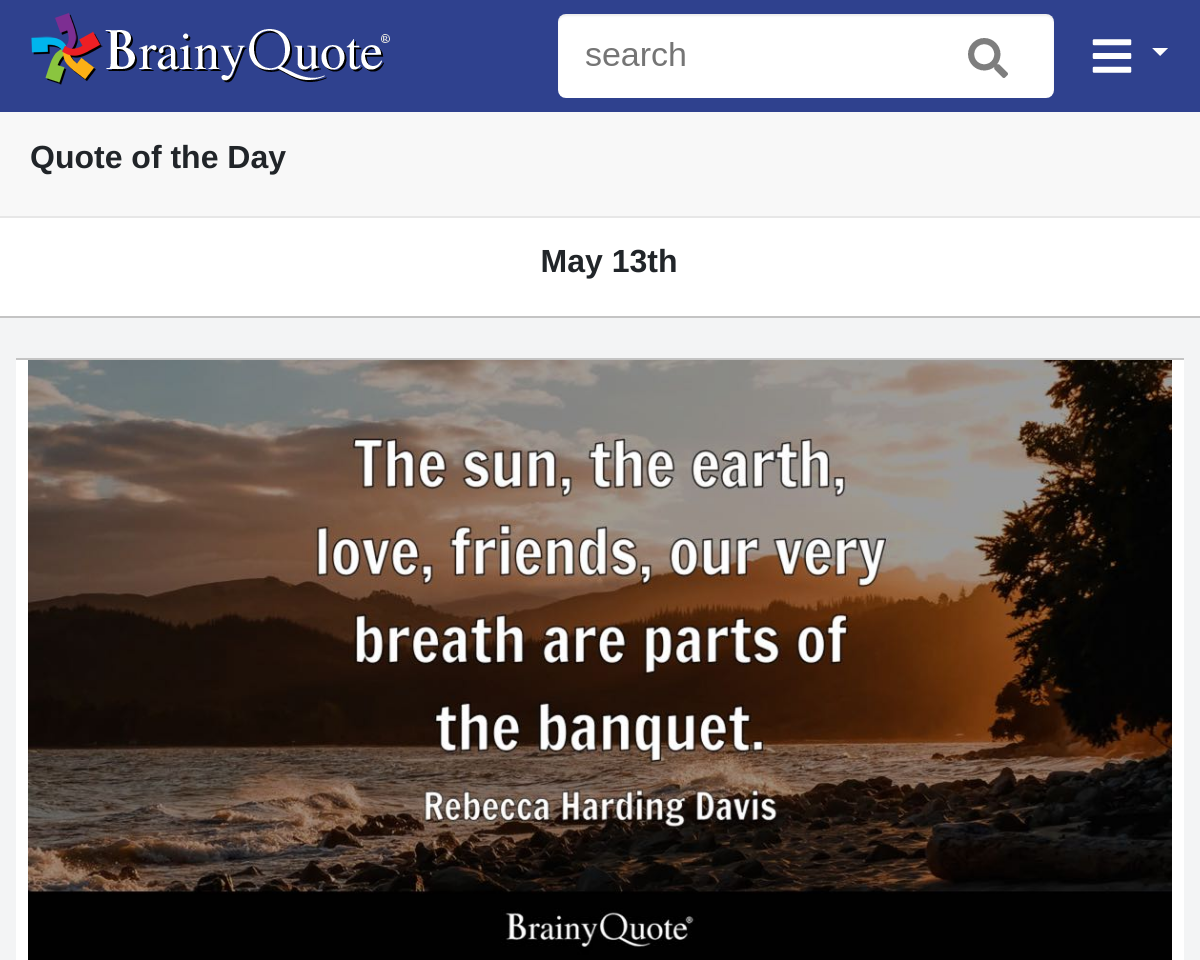 BrainyQuote®
search
Quote of the Day
May 13th
The sun, the earth,
love, friends, our very
breath are parts of
the banquet.
Rebecca Harding Davis
BrainyQuote®